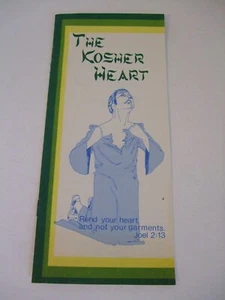 THE
KOSHER
HEART
Rend your heart
and not your garments.
Joel 2:13